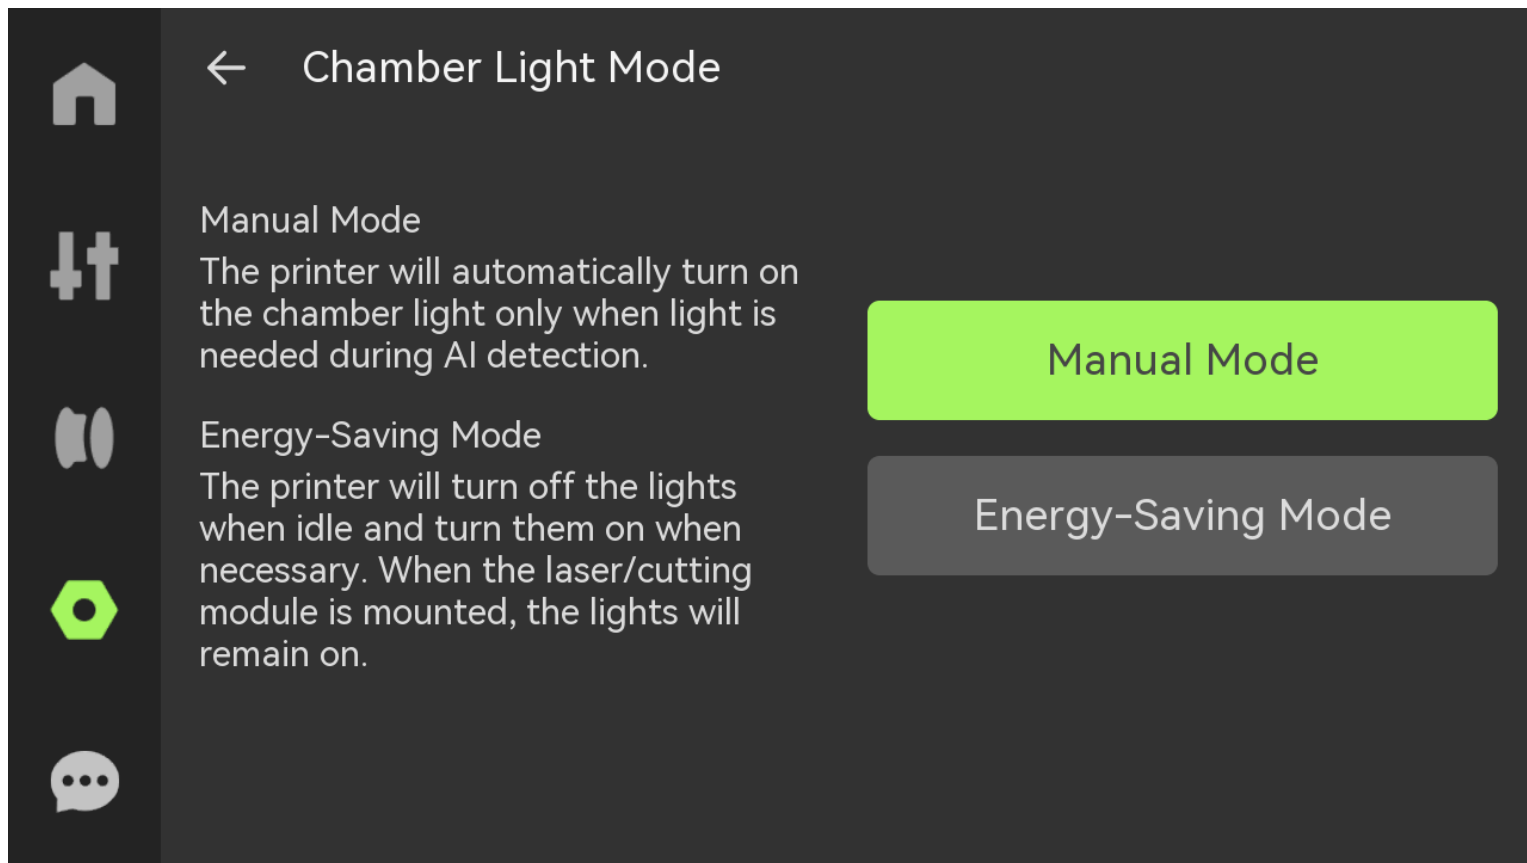 Chamber Light Mode
Manual Mode
The printer will automatically turn on
the chamber light only when light is
needed during AI detection.
Energy-Saving Mode
The printer will turn off the lights
when idle and turn them on when
necessary. When the laser/cutting
module is mounted, the lights will
remain on.
Manual Mode
Energy-Saving Mode